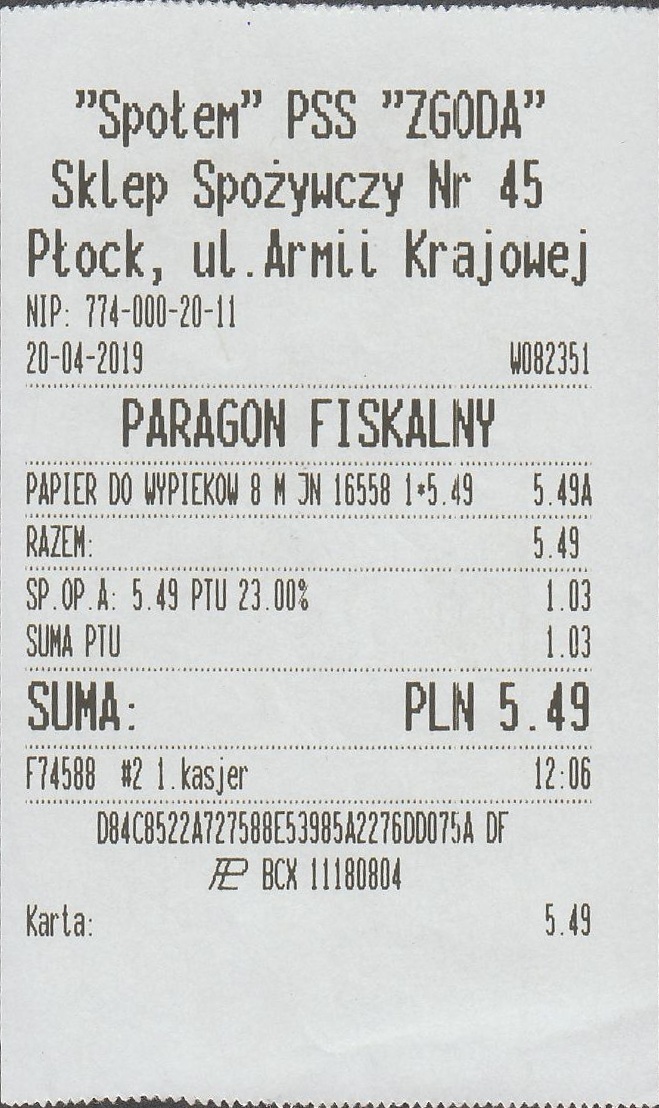 "Społem" PSS "ZGODA"
Sklep Spożywczy Nr 45
Płock, ul.Armii Krajowej
NIP: 774-000-20-11
20-04-2019 W082351
PARAGON FISKALNY
PAPIER DO WYPIEKOW 8 M JN 16558 1*5.49 5.49A
RAZEM: 5.49
SP.OP.A: 5.49 PTU 23.00% 1.03
SUMA PTU 1.03
SUMA: PLN 5.49
F74588 #2 1.kasjer 12:06
D84C8522A727588E53985A2276DD075A DF
BCX 11180804
Karta: 5.49